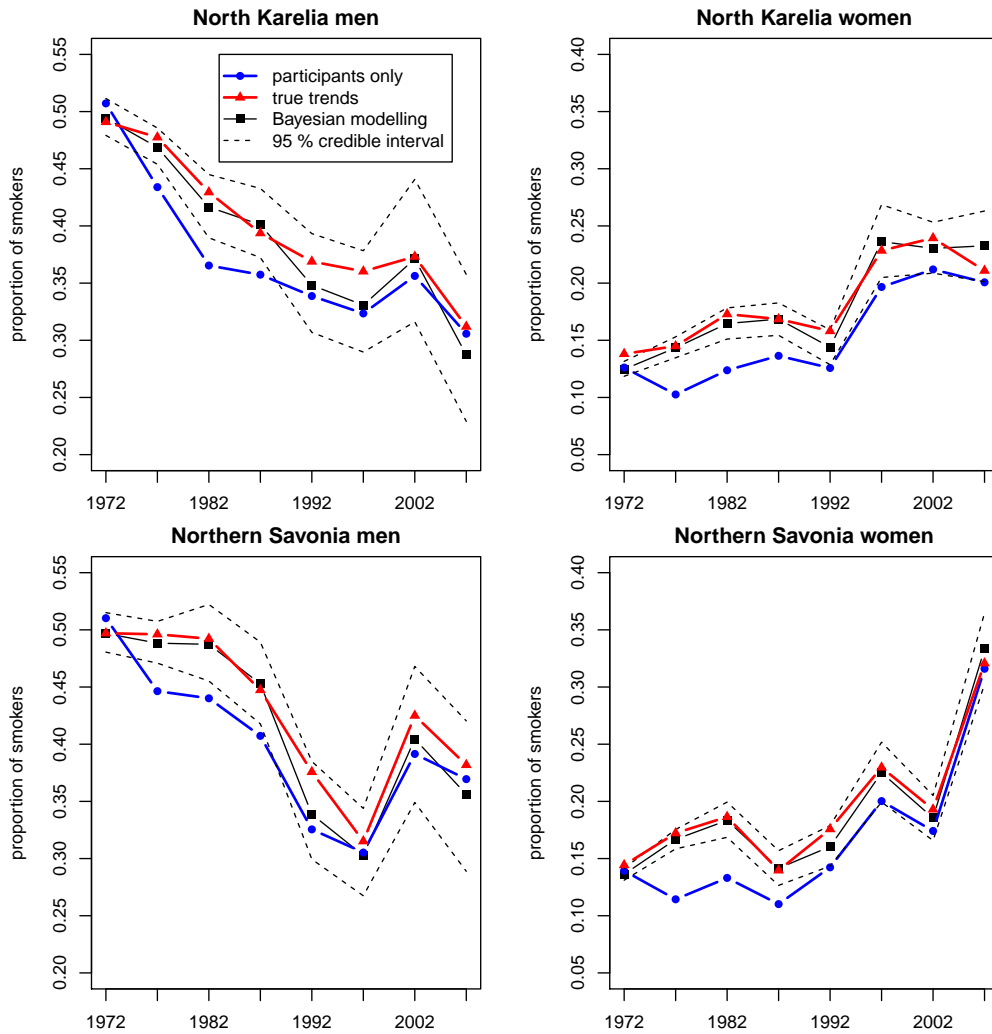 North Karelia men
proportion of smokers
0.55
0.50
0.45
0.40
0.35
0.30
0.25
0.20
participants only
true trends
Bayesian modelling
95 % credible interval
1972 1982 1992 2002
North Karelia women
proportion of smokers
0.40
0.35
0.30
0.25
0.20
0.15
0.10
0.05
1972 1982 1992 2002
Northern Savonia men
proportion of smokers
0.55
0.50
0.45
0.40
0.35
0.30
0.25
0.20
1972 1982 1992 2002
Northern Savonia women
proportion of smokers
0.40
0.35
0.30
0.25
0.20
0.15
0.10
0.05
1972 1982 1992 2002